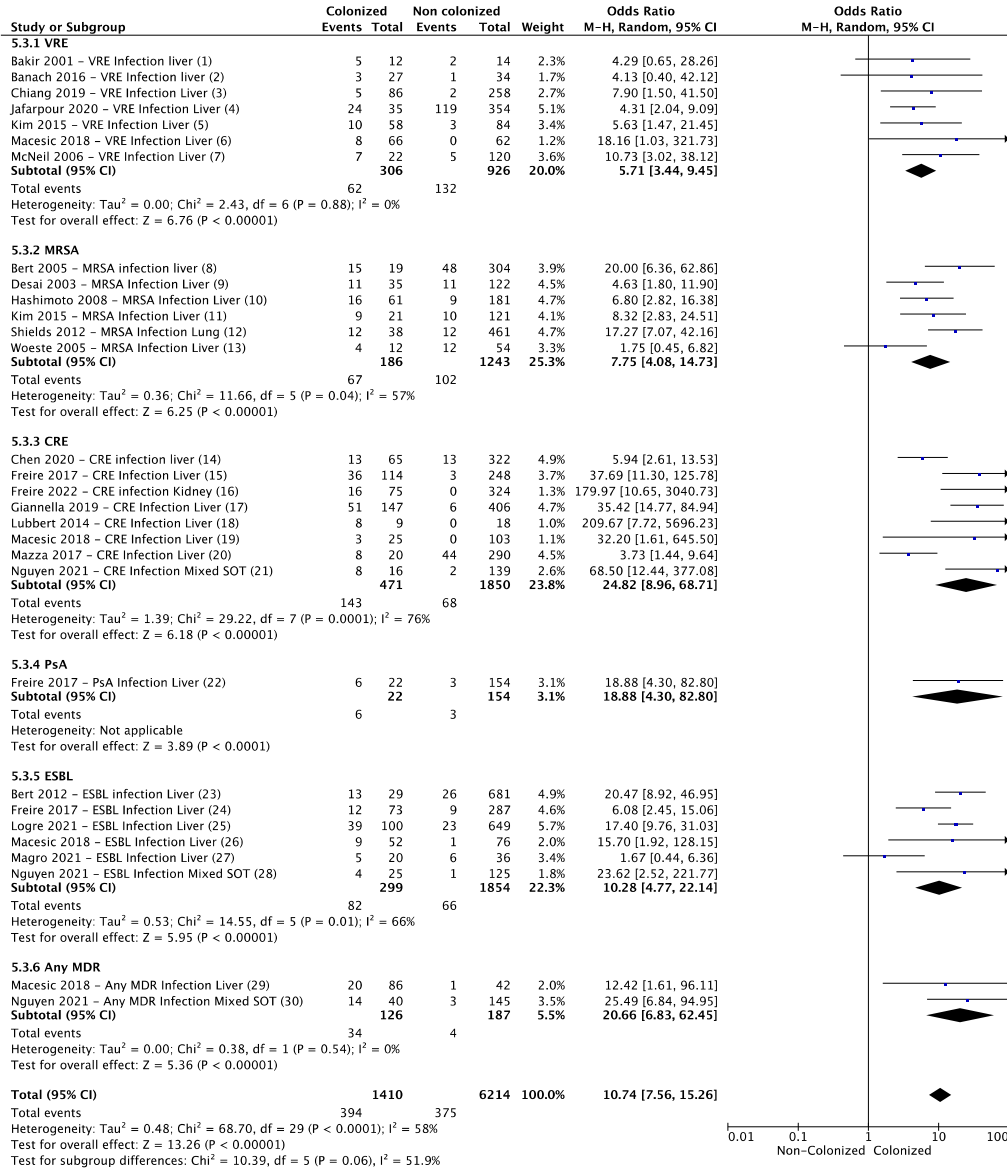 Colonized Non colonized Odds Ratio Odds Ratio
Study or Subgroup Events Total Events Total Weight M-H, Random, 95% CI M-H, Random, 95% CI
5.3.1 VRE
Bakir 2001 – VRE Infection liver (1) 5 12 2 14 2.3% 4.29 [0.65, 28.26]
Banach 2016 – VRE Infection liver (2) 3 27 1 34 1.7% 4.13 [0.40, 42.12]
Chiang 2019 – VRE Infection Liver (3) 5 86 2 258 2.7% 7.90 [1.50, 41.50]
Jafarpour 2020 – VRE Infection Liver (4) 24 35 119 354 5.1% 4.31 [2.04, 9.09]
Kim 2015 – VRE Infection Liver (5) 10 58 3 84 3.4% 5.63 [1.47, 21.45]
Macesic 2018 – VRE Infection Liver (6) 8 66 0 62 1.2% 18.16 [1.03, 321.73]
McNeil 2006 – VRE Infection Liver (7) 7 22 5 120 3.6% 10.73 [3.02, 38.12]
Subtotal (95% CI) 306 926 20.0% 5.71 [3.44, 9.45]
Total events 62 132
Heterogeneity: Tau² = 0.00; Chi² = 2.43, df = 6 (P = 0.88); I² = 0%
Test for overall effect: Z = 6.76 (P < 0.00001)
5.3.2 MRSA
Bert 2005 – MRSA infection liver (8) 15 19 48 304 3.9% 20.00 [6.36, 62.86]
Desai 2003 – MRSA infection Liver (9) 11 35 11 122 4.5% 4.63 [1.80, 11.90]
Hashimoto 2008 – MRSA Infection Liver (10) 16 61 9 181 4.7% 6.80 [2.82, 16.38]
Kim 2015 – MRSA Infection Liver (11) 9 21 10 121 4.1% 8.32 [2.83, 24.51]
Shields 2012 – MRSA Infection Lung (12) 12 38 12 461 4.7% 17.27 [7.07, 42.16]
Woeste 2005 – MRSA Infection Liver (13) 4 12 12 54 3.3% 1.75 [0.45, 6.82]
Subtotal (95% CI) 186 1243 25.3% 7.75 [4.08, 14.73]
Total events 67 102
Heterogeneity: Tau² = 0.36; Chi² = 11.66, df = 5 (P = 0.04); I² = 57%
Test for overall effect: Z = 6.25 (P < 0.00001)
5.3.3 CRE
Chen 2020 – CRE infection liver (14) 13 65 13 322 4.9% 5.94 [2.61, 13.53]
Freire 2017 – CRE Infection Liver (15) 36 114 3 248 3.7% 37.69 [11.30, 125.78]
Freire 2022 – CRE infection Kidney (16) 16 75 0 324 1.3% 179.97 [10.65, 3040.73]
Giannella 2019 – CRE infection Liver (17) 51 147 6 406 4.7% 35.42 [14.77, 84.94]
Lubbert 2014 – CRE Infection Liver (18) 8 9 0 18 1.0% 209.67 [7.72, 5696.23]
Macesic 2018 – CRE Infection Liver (19) 3 25 0 103 1.1% 32.20 [1.61, 645.50]
Mazza 2017 – CRE Infection Liver (20) 8 20 44 290 4.5% 3.73 [1.44, 9.64]
Nguyen 2021 – CRE Infection Mixed SOT (21) 8 16 2 139 2.6% 68.50 [12.44, 377.08]
Subtotal (95% CI) 471 1850 23.8% 24.82 [8.96, 68.71]
Total events 143 68
Heterogeneity: Tau² = 1.39; Chi² = 29.22, df = 7 (P = 0.0001); I² = 76%
Test for overall effect: Z = 6.18 (P < 0.00001)
5.3.4 PsA
Freire 2017 – PsA Infection Liver (22) 6 22 3 154 3.1% 18.88 [4.30, 82.80]
Subtotal (95% CI) 22 154 3.1% 18.88 [4.30, 82.80]
Total events 6 3
Heterogeneity: Not applicable
Test for overall effect: Z = 3.89 (P < 0.0001)
5.3.5 ESBL
Bert 2012 – ESBL infection Liver (23) 13 29 26 681 4.9% 20.47 [8.92, 46.95]
Freire 2017 – ESBL Infection Liver (24) 12 73 9 287 4.6% 6.08 [2.45, 15.06]
Logre 2021 – ESBL Infection Liver (25) 39 100 23 649 5.7% 17.40 [9.76, 31.03]
Macesic 2018 – ESBL Infection Liver (26) 9 52 1 76 2.0% 15.70 [1.92, 128.15]
Magro 2021 – ESBL Infection Liver (27) 5 20 6 36 3.4% 1.67 [0.44, 6.36]
Nguyen 2021 – ESBL Infection Mixed SOT (28) 4 25 1 125 1.8% 23.62 [2.52, 221.77]
Subtotal (95% CI) 299 1854 22.3% 10.28 [4.77, 22.14]
Total events 82 66
Heterogeneity: Tau² = 0.53; Chi² = 14.55, df = 5 (P = 0.01); I² = 66%
Test for overall effect: Z = 5.95 (P < 0.00001)
5.3.6 Any MDR
Macesic 2018 – Any MDR Infection Liver (29) 20 86 1 42 2.0% 12.42 [1.61, 96.11]
Nguyen 2021 – Any MDR Infection Mixed SOT (30) 14 40 3 145 3.5% 25.49 [6.84, 94.95]
Subtotal (95% CI) 126 187 5.5% 20.66 [6.83, 62.45]
Total events 34 4
Heterogeneity: Tau² = 0.00; Chi² = 0.38, df = 1 (P = 0.54); I² = 0%
Test for overall effect: Z = 5.36 (P < 0.00001)
Total (95% CI) 1410 6214 100.0% 10.74 [7.56, 15.26]
Total events 394 375
Heterogeneity: Tau² = 0.48; Chi² = 68.70, df = 29 (P < 0.0001); I² = 58%
Test for overall effect: Z = 13.26 (P < 0.00001)
Test for subgroup differences: Chi² = 10.39, df = 5 (P = 0.06), I² = 51.9%
0.01 0.1 1 10 100
Non-Colonized Colonized